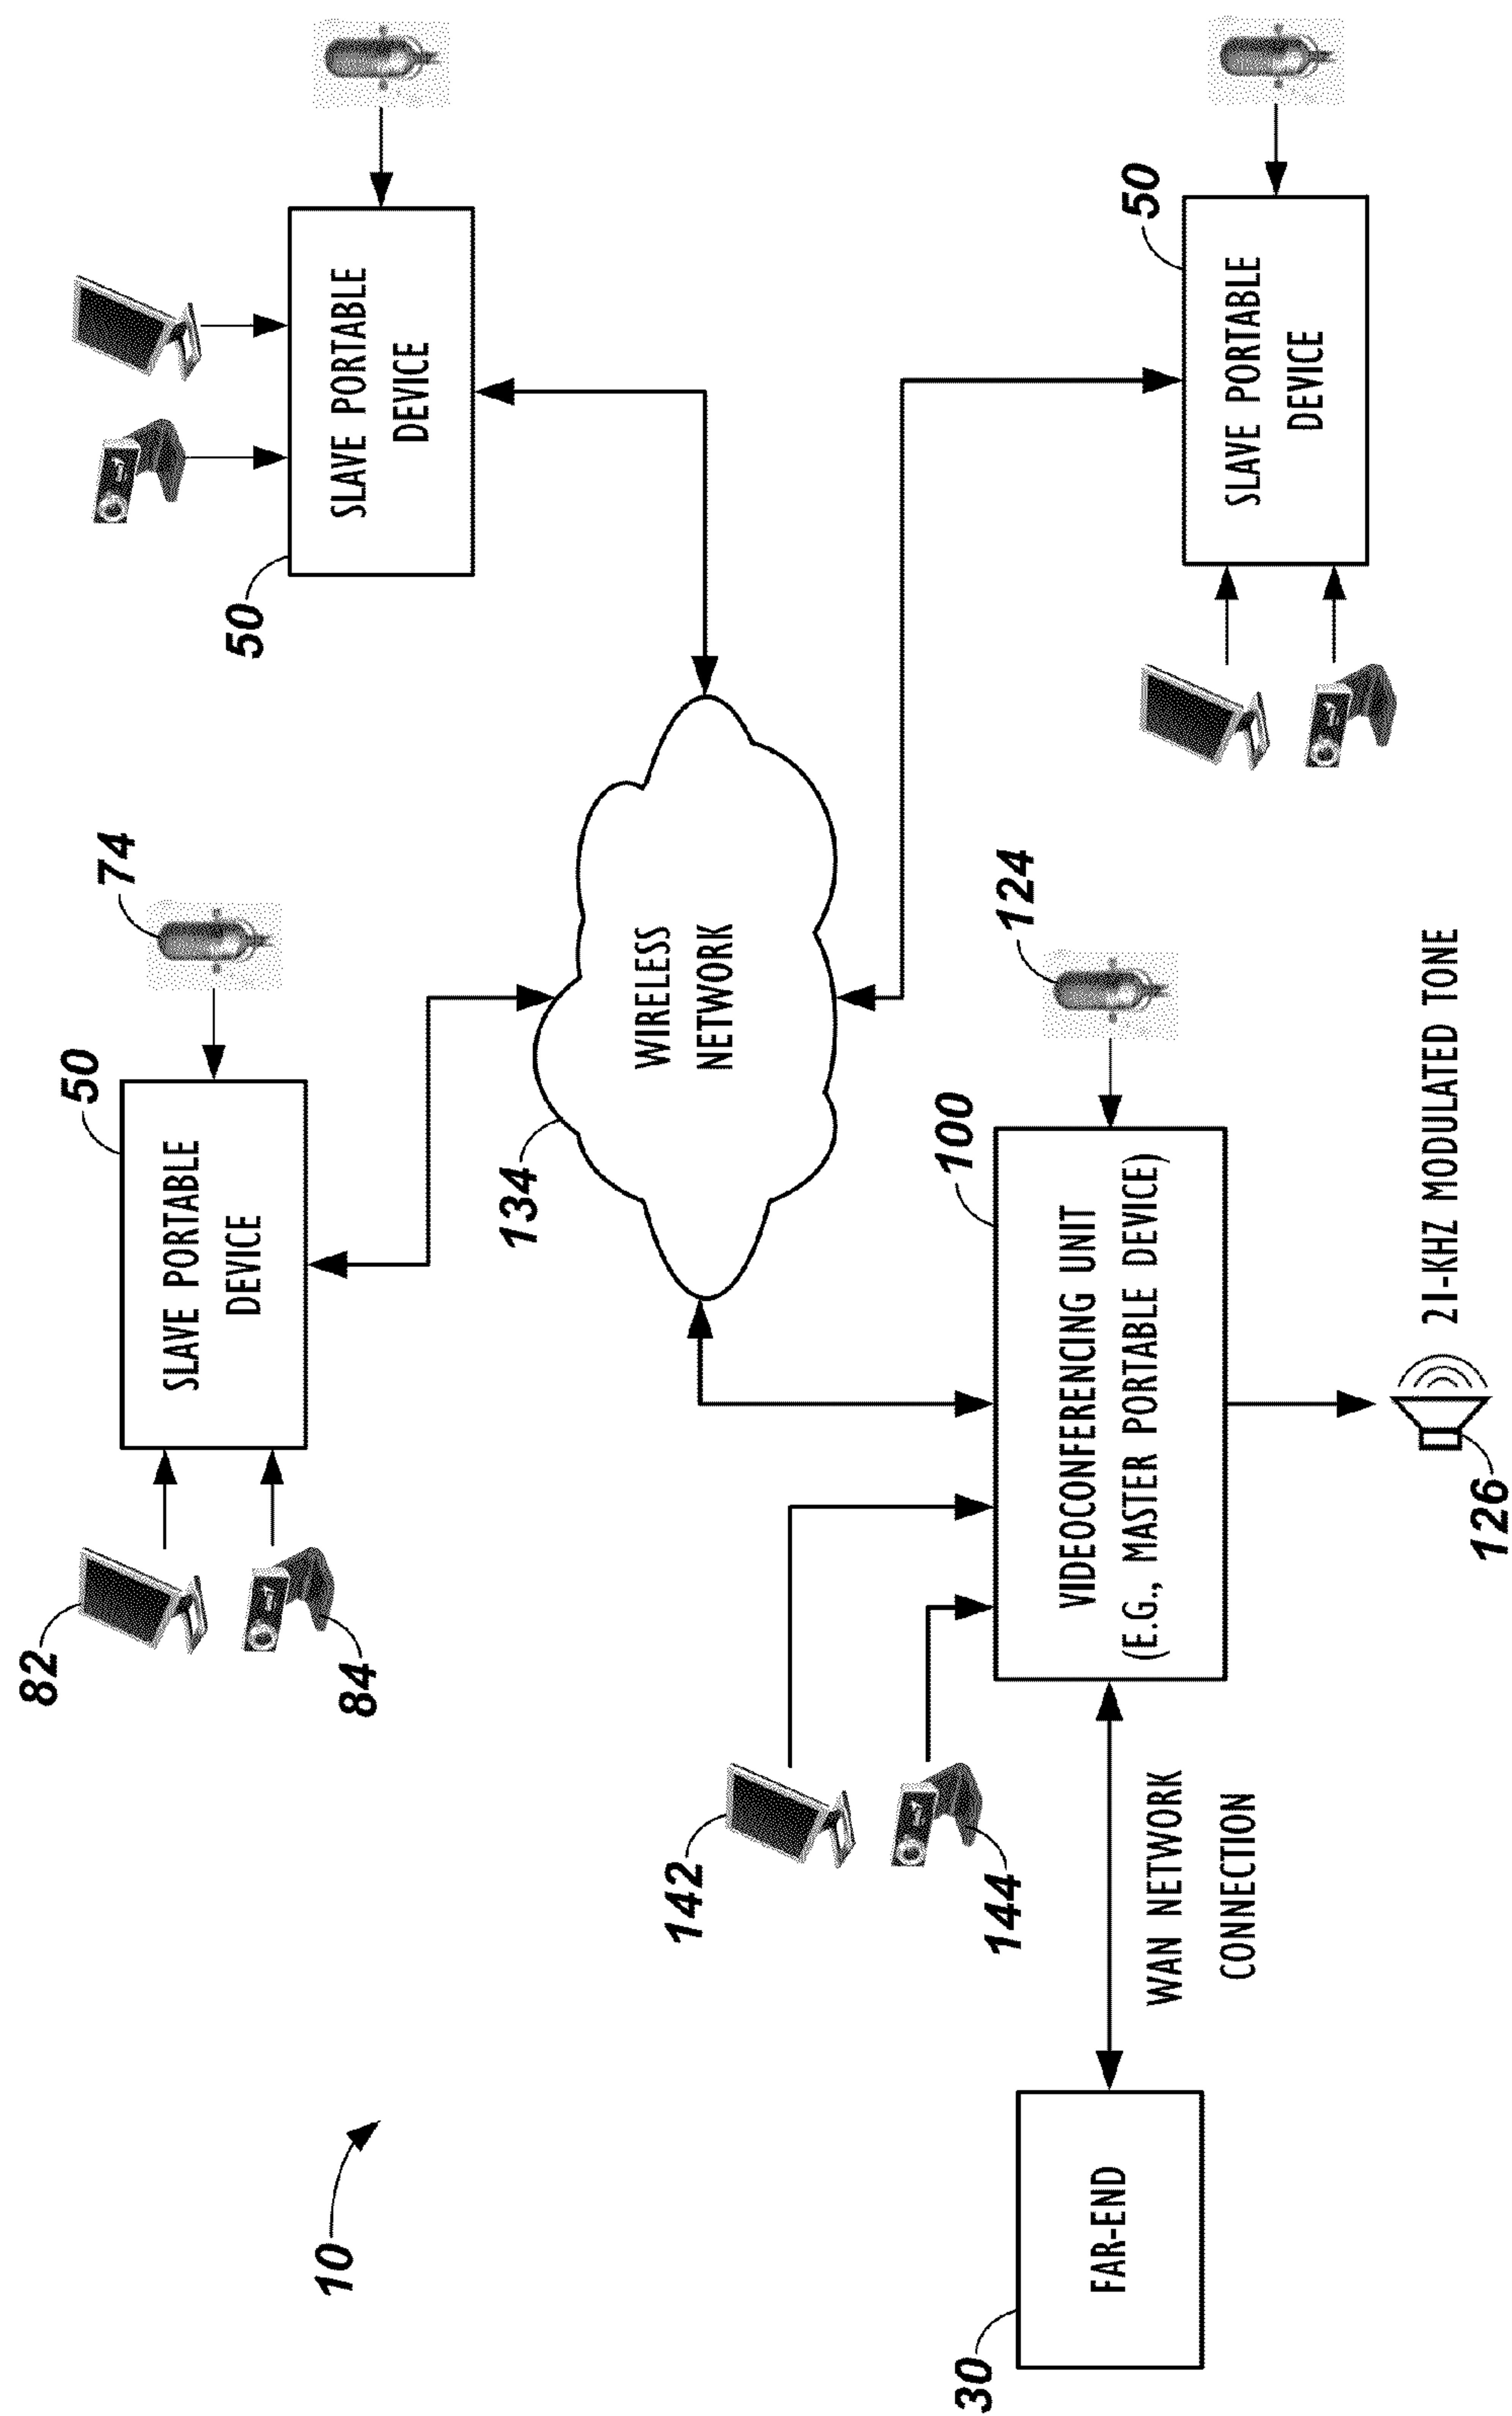 10
82
84
SLAVE PORTABLE
DEVICE
50
74
50
SLAVE PORTABLE
DEVICE
134
WIRELESS
NETWORK
142
144
30
FAR-END
WAN NETWORK
CONNECTION
VIDEOCONFERENCING UNIT
(E.G., MASTER PORTABLE DEVICE)
100
124
SLAVE PORTABLE
DEVICE
50
126
21-KHZ MODULATED TONE